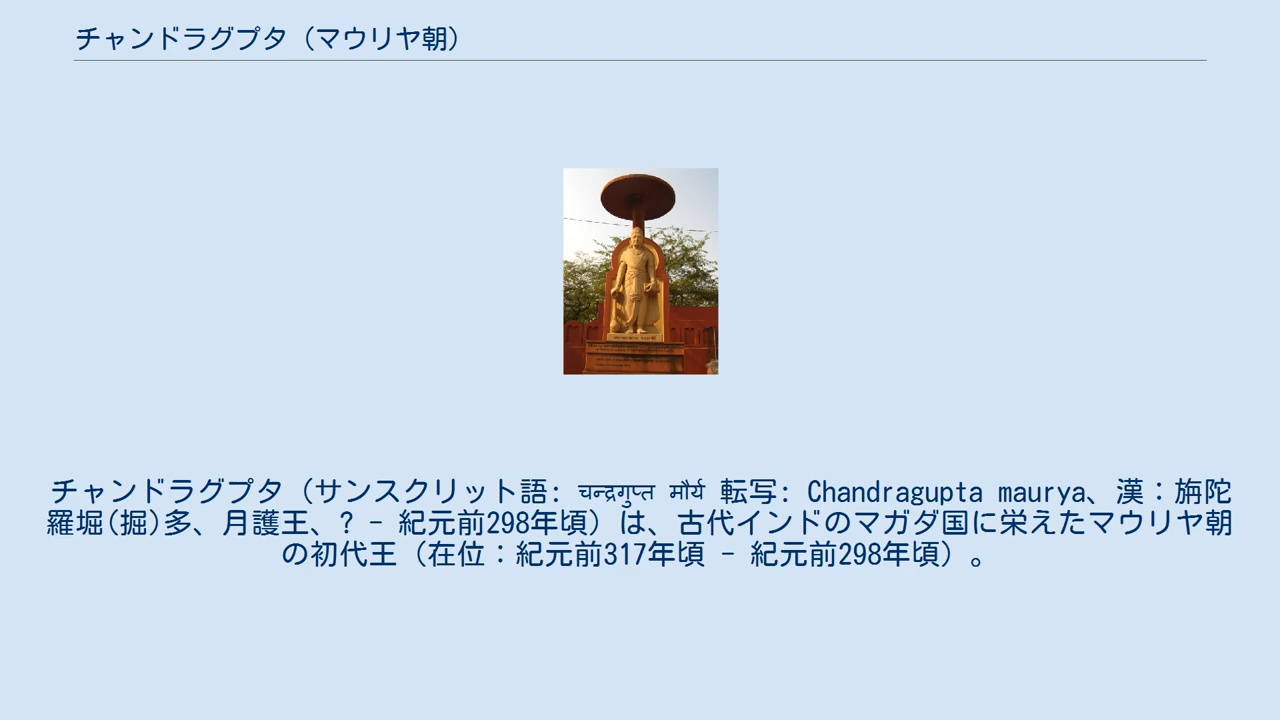 チャンドラグプタ（マウリヤ朝）
チャンドラグプタ（サンスクリット語: चन्द्रगुप्त मौर्य 転写: Chandragupta maurya、漢：旃陀
羅堀(掘)多、月護王、? - 紀元前298年頃）は、古代インドのマガダ国に栄えたマウリヤ朝
の初代王（在位：紀元前317年頃 - 紀元前298年頃）。